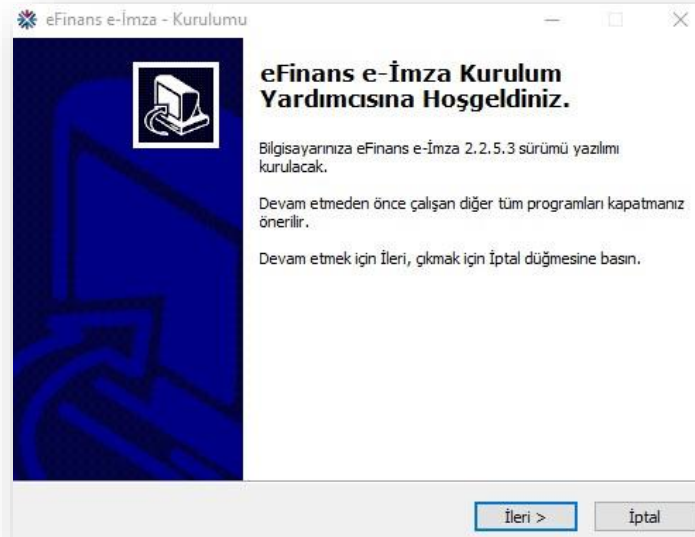 eFinans e-İmza - Kurulumu
eFinans e-İmza Kurulum
Yardımcısına Hoşgeldiniz.
Bilgisayarınıza eFinans e-İmza 2.2.5.3 sürümü yazılımı
kurulacak.
Devam etmeden önce çalışan diğer tüm programları kapatmanız
önerilir.
Devam etmek için İleri, çıkmak için İptal düğmesine basın.
İleri >
İptal